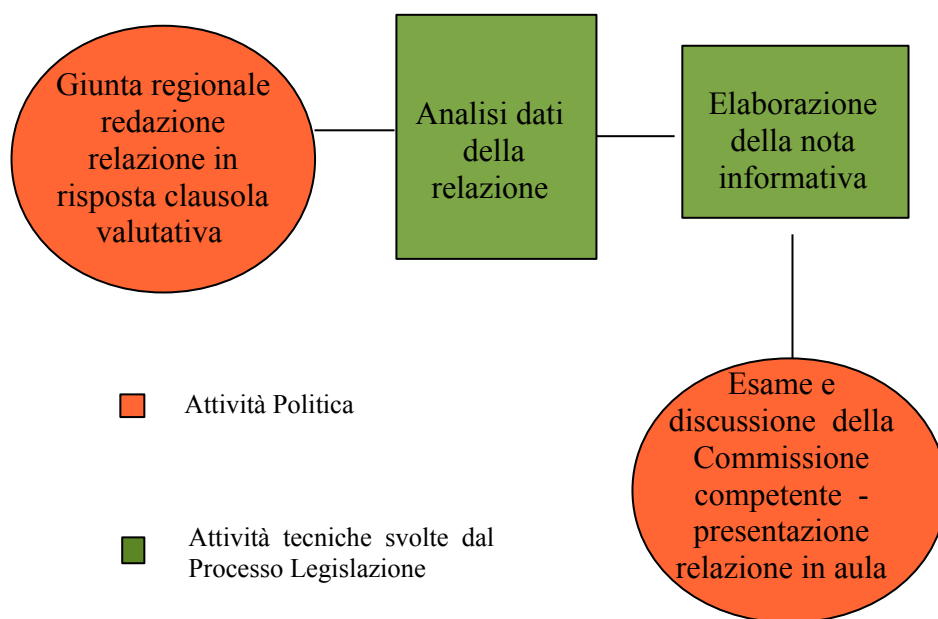 Giunta regionale
redazione
relazione in
risposta clausola
valutativa
Analisi dati
della
relazione
Elaborazione
della nota
informativa
Esame e
discussione della
Commissione
competente -
presentazione
relazione in aula
Attività Politica
Attività tecniche svolte dal
Processo Legislazione